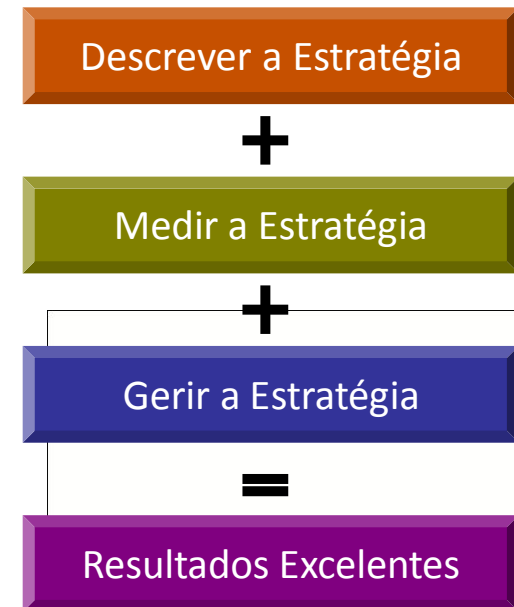 Descrever a Estratégia
+
Medir a Estratégia
+
Gerir a Estratégia
=
Resultados Excelentes